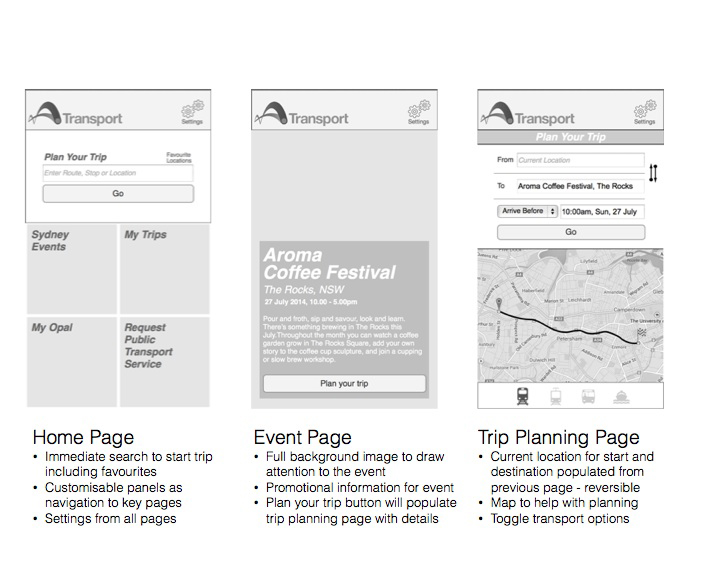 Transport
Settings
Plan Your Trip
Favourite
Locations
Enter Route, Stop or Location
Go
Sydney
Events
My Trips
My Opal
Request
Public
Transport
Service
Home Page
• Immediate search to start trip
including favourites
• Customisable panels as
navigation to key pages
• Settings from all pages
Transport
Settings
Aroma
Coffee Festival
The Rocks, NSW
27 July 2014, 10.00 - 5.00pm
Pour and froth, sip and savour, look and learn.
There's something brewing in The Rocks this
July.Throughout the month you can watch a coffee
garden grow in The Rocks Square, add your own
story to the coffee cup sculpture, and join a cupping
or slow brew workshop.
Plan your trip
Event Page
• Full background image to draw
attention to the event
• Promotional information for event
• Plan your trip button will populate
trip planning page with details
Transport
Settings
Plan Your Trip
From Current Location
To Aroma Coffee Festival, The Rocks
Arrive Before 10:00am, Sun, 27 July
Go
Haberfield
Leichhardt
Annandale
Camperdown
The University
Petersham
Dulwich Hill
Trip Planning Page
• Current location for start and
destination populated from
previous page - reversible
• Map to help with planning
• Toggle transport options